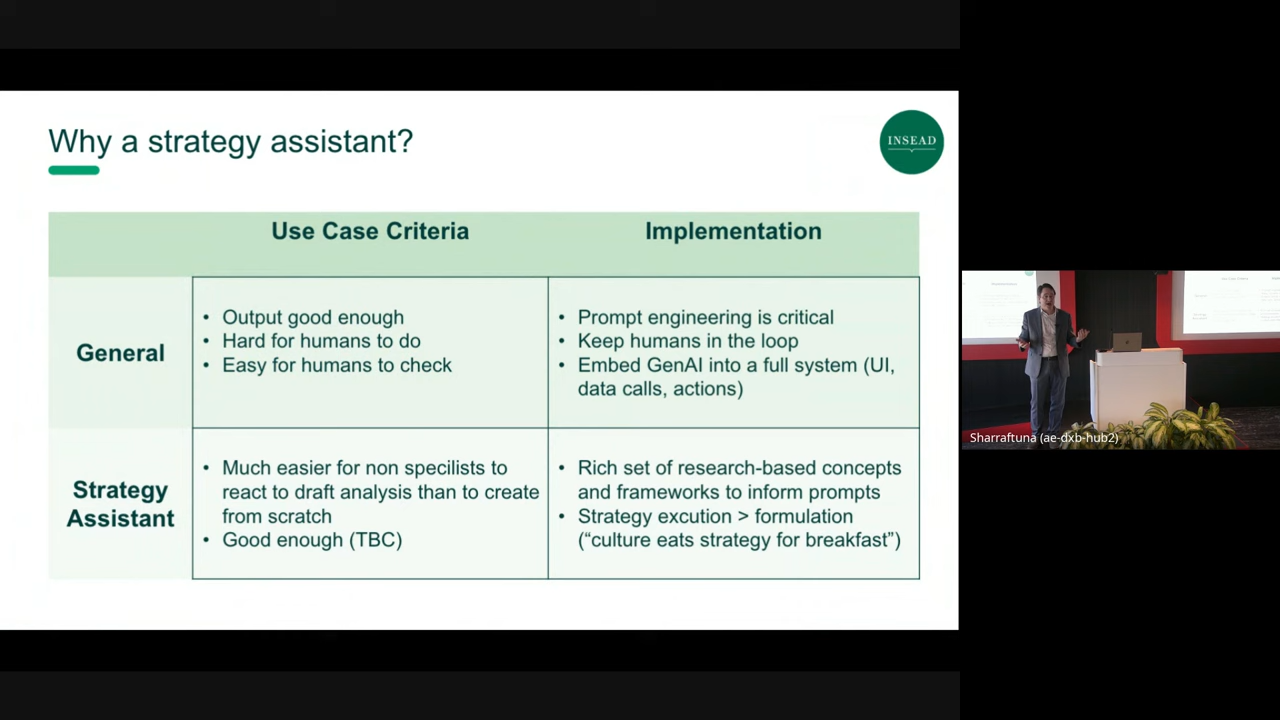 Why a strategy assistant?
INSEAD
Use Case Criteria
Implementation
General
• Output good enough
• Hard for humans to do
• Easy for humans to check
• Prompt engineering is critical
• Keep humans in the loop
• Embed GenAI into a full system (UI,
data calls, actions)
Strategy
Assistant
• Much easier for non specilists to
react to draft analysis than to create
from scratch
• Good enough (TBC)
• Rich set of research-based concepts
and frameworks to inform prompts
• Strategy excution > formulation
(“culture eats strategy for breakfast”)
Sharraftuna (ae-dxb-hub2)